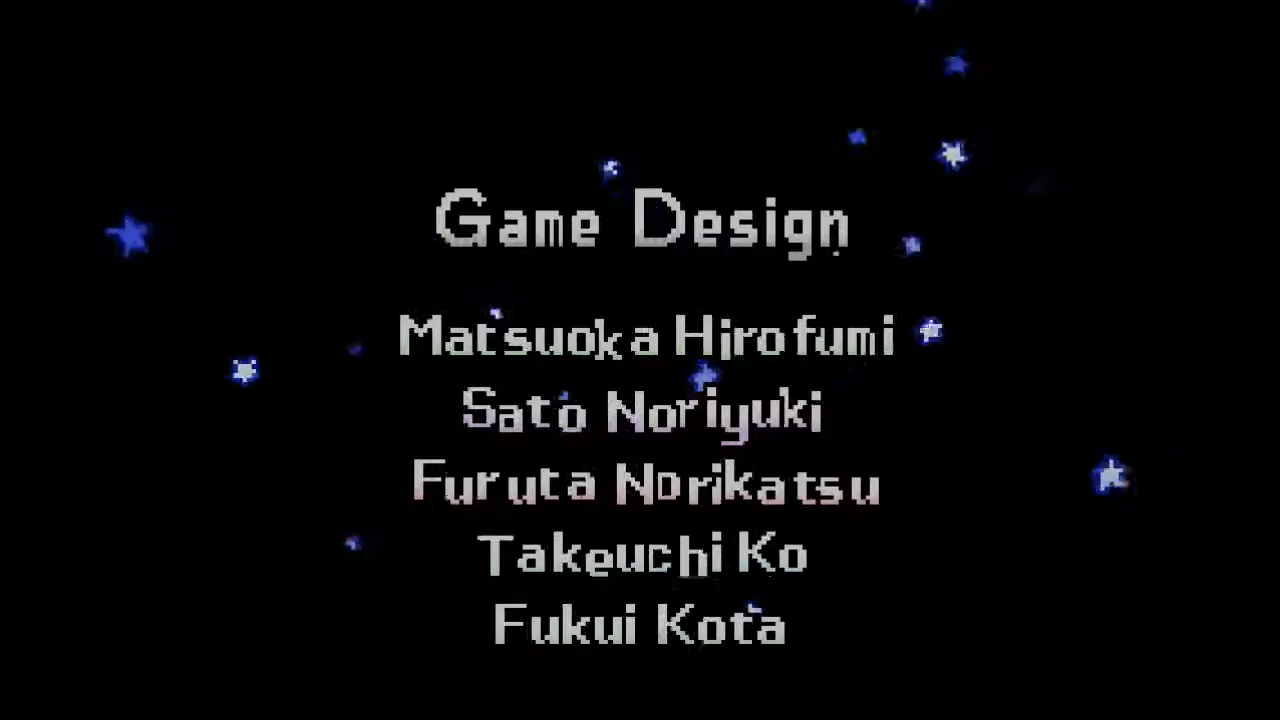 Game Design
Matsuoka Hirofumi
Sato Noriyuki
Furuta Norikatsu
Takeuchi Ko
Fukui Kota